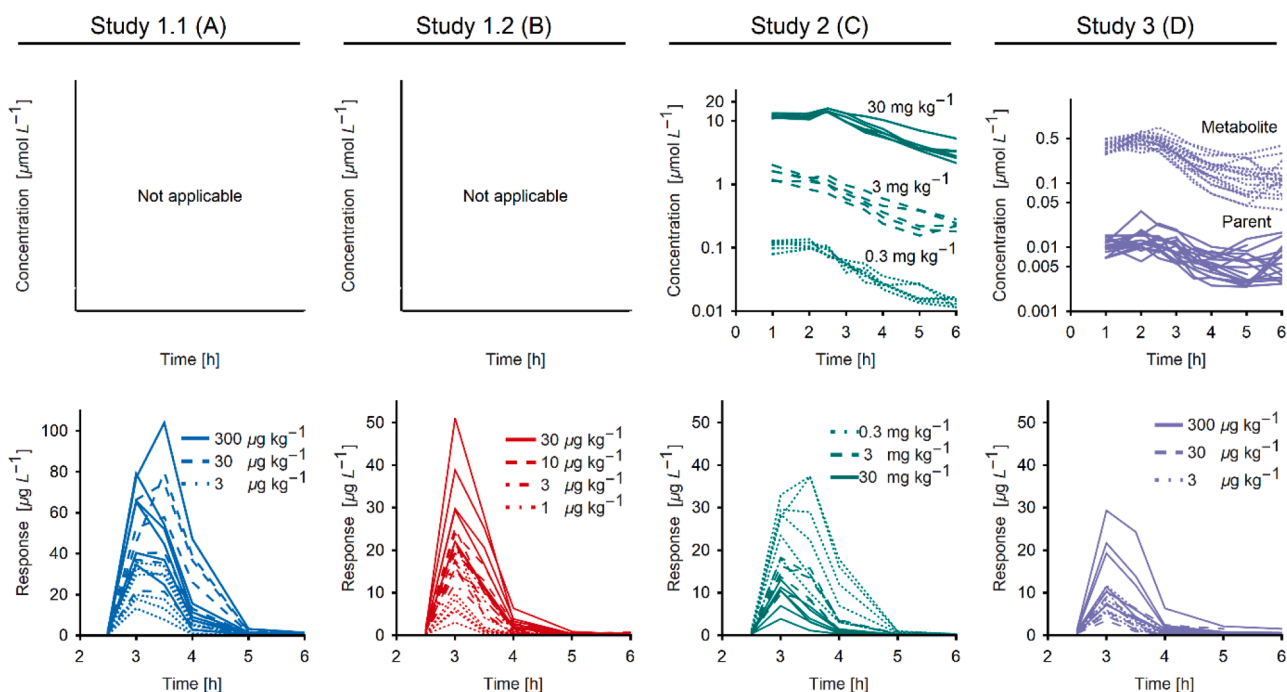 Study 1.1 (A)
Study 1.2 (B)
Study 2 (C)
Study 3 (D)
Concentration [µmol L⁻¹]
Not applicable
Time [h]
Concentration [µmol L⁻¹]
Not applicable
Time [h]
Concentration [µmol L⁻¹]
20
10
1
0.1
0.01
30 mg kg⁻¹
3 mg kg⁻¹
0.3 mg kg⁻¹
0 1 2 3 4 5 6
Time [h]
Concentration [µmol L⁻¹]
0.5
0.1
0.05
0.01
0.005
0.001
Metabolite
Parent
0 1 2 3 4 5 6
Time [h]
Response [µg L⁻¹]
100
80
60
40
20
0
300 µg kg⁻¹
30 µg kg⁻¹
3 µg kg⁻¹
2 3 4 5 6
Time [h]
Response [µg L⁻¹]
50
40
30
20
10
0
30 µg kg⁻¹
10 µg kg⁻¹
3 µg kg⁻¹
1 µg kg⁻¹
2 3 4 5 6
Time [h]
Response [µg L⁻¹]
50
40
30
20
10
0
0.3 mg kg⁻¹
3 mg kg⁻¹
30 mg kg⁻¹
2 3 4 5 6
Time [h]
Response [µg L⁻¹]
50
40
30
20
10
0
300 µg kg⁻¹
30 µg kg⁻¹
3 µg kg⁻¹
2 3 4 5 6
Time [h]